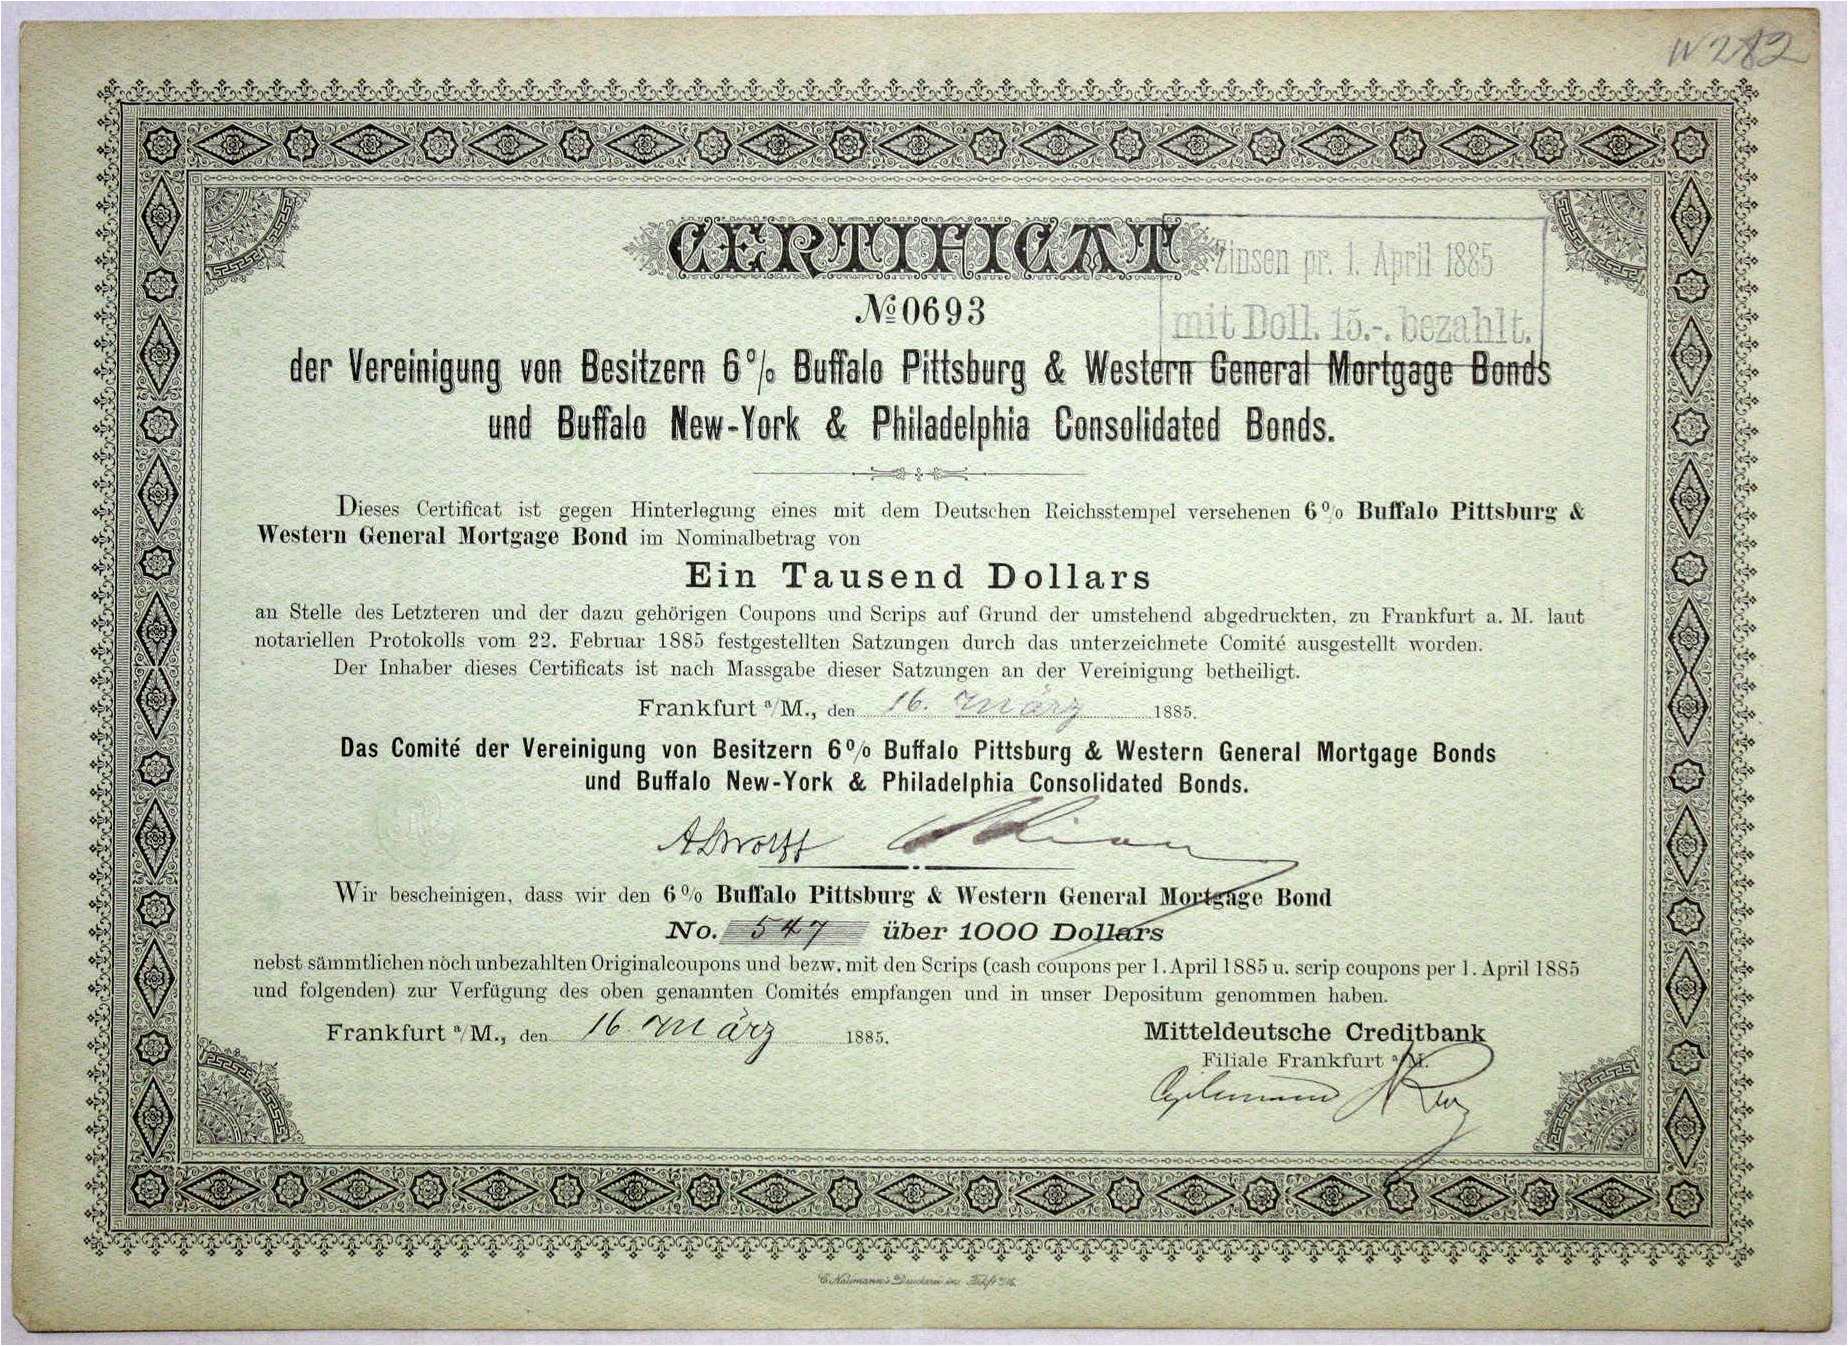 W282
CERTIFICAT
Zinsen pr. 1. April 1885
mit Doll. 15.-. bezahlt.
№ 0693
der Vereinigung von Besitzern 6% Buffalo Pittsburg & Western General Mortgage Bonds
und Buffalo New-York & Philadelphia Consolidated Bonds.
Dieses Certificat ist gegen Hinterlegung eines mit dem Deutschen Reichsstempel versehenen 6% Buffalo Pittsburg &
Western General Mortgage Bond im Nominalbetrag von
Ein Tausend Dollars
an Stelle des Letzteren und der dazu gehörigen Coupons und Scrips auf Grund der umstehend abgedruckten, zu Frankfurt a. M. laut
notariellen Protokolls vom 22. Februar 1885 festgestellten Satzungen durch das unterzeichnete Comité ausgestellt worden.
Der Inhaber dieses Certificats ist nach Massgabe dieser Satzungen an der Vereinigung betheiligt.
Frankfurt a/M., den 16. März 1885.
Das Comité der Vereinigung von Besitzern 6% Buffalo Pittsburg & Western General Mortgage Bonds
und Buffalo New-York & Philadelphia Consolidated Bonds.
Wir bescheinigen, dass wir den 6% Buffalo Pittsburg & Western General Mortgage Bond
No. 547 über 1000 Dollars
nebst sämmtlichen noch unbezahlten Originalcoupons und bezw. mit den Scrips (cash coupons per 1. April 1885 u. scrip coupons per 1. April 1885
und folgenden) zur Verfügung des oben genannten Comités empfangen und in unser Depositum genommen haben.
Frankfurt a/M., den 16. März 1885.
Mitteldeutsche Creditbank
Filiale Frankfurt a/M.
C. Naumann's Druckerei in Frkft a/M.